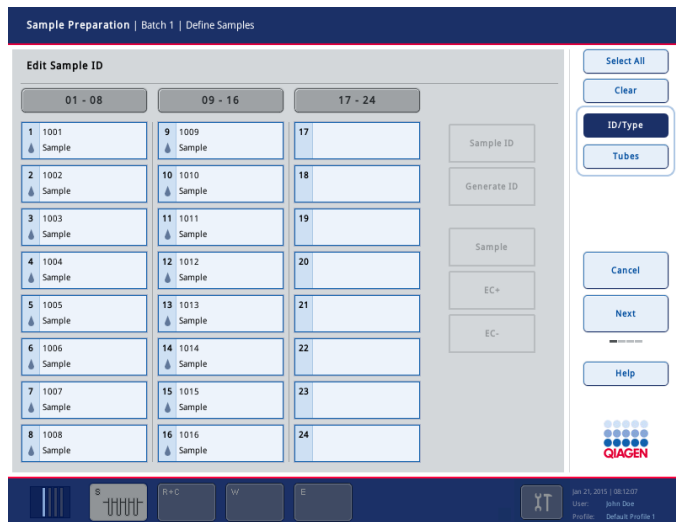 Sample Preparation | Batch 1 | Define Samples
Edit Sample ID
01 - 08
09 - 16
17 - 24
1 1001
Sample
2 1002
Sample
3 1003
Sample
4 1004
Sample
5 1005
Sample
6 1006
Sample
7 1007
Sample
8 1008
Sample
9 1009
Sample
10 1010
Sample
11 1011
Sample
12 1012
Sample
13 1013
Sample
14 1014
Sample
15 1015
Sample
16 1016
Sample
17
18
19
20
21
22
23
24
Sample ID
Generate ID
Sample
EC+
EC-
Select All
Clear
ID/Type
Tubes
Cancel
Next
Help
QIAGEN
S
R+C
W
E
Jan 21, 2015 | 08:12:07
User: John Doe
Profile: Default Profile 1